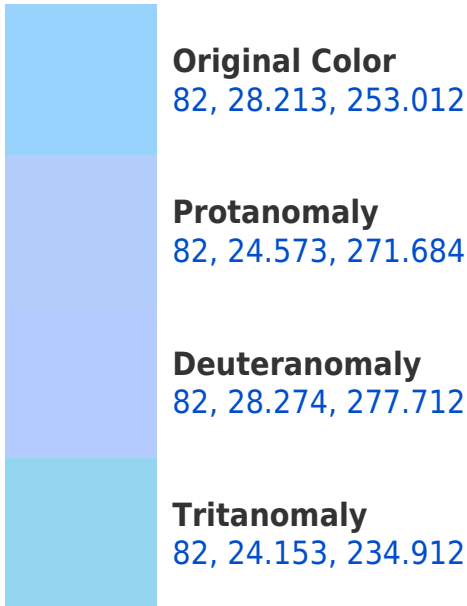 Original Color
82, 28.213, 253.012
Protanomaly
82, 24.573, 271.684
Deuteranomaly
82, 28.274, 277.712
Tritanomaly
82, 24.153, 234.912